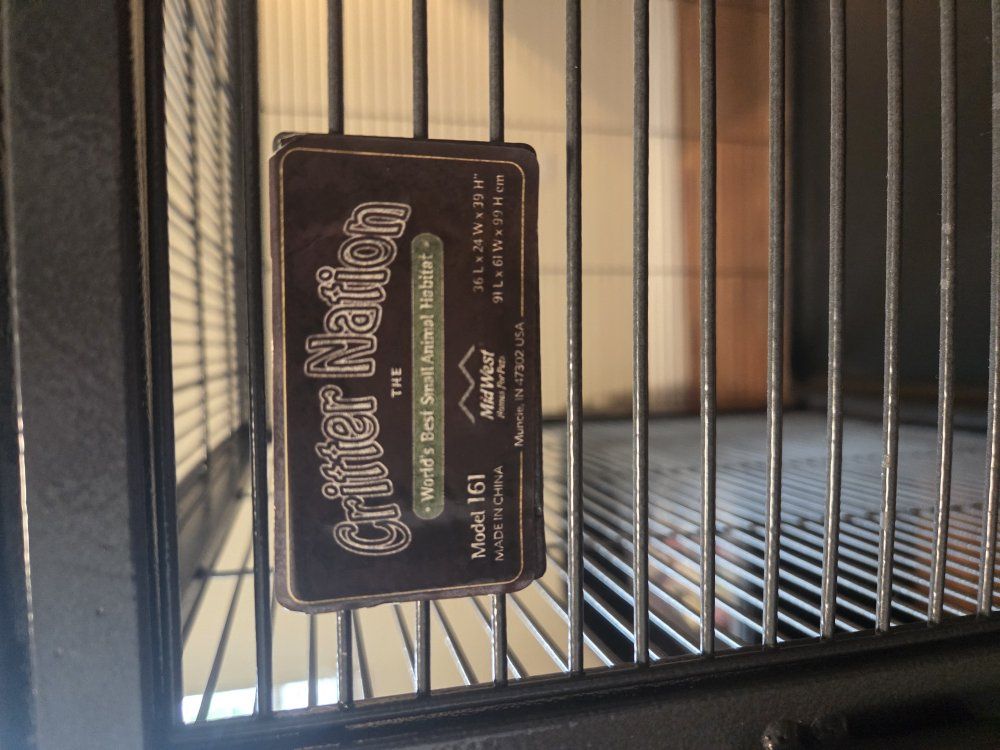 THE
Critter Nation
• World's Best Small Animal Habitat •
Model 161
MADE IN CHINA
MidWest
Homes For Pets
Muncie, IN 47302 USA
36 L x 24 W x 39 H"
91 L x 61 W x 99 H cm